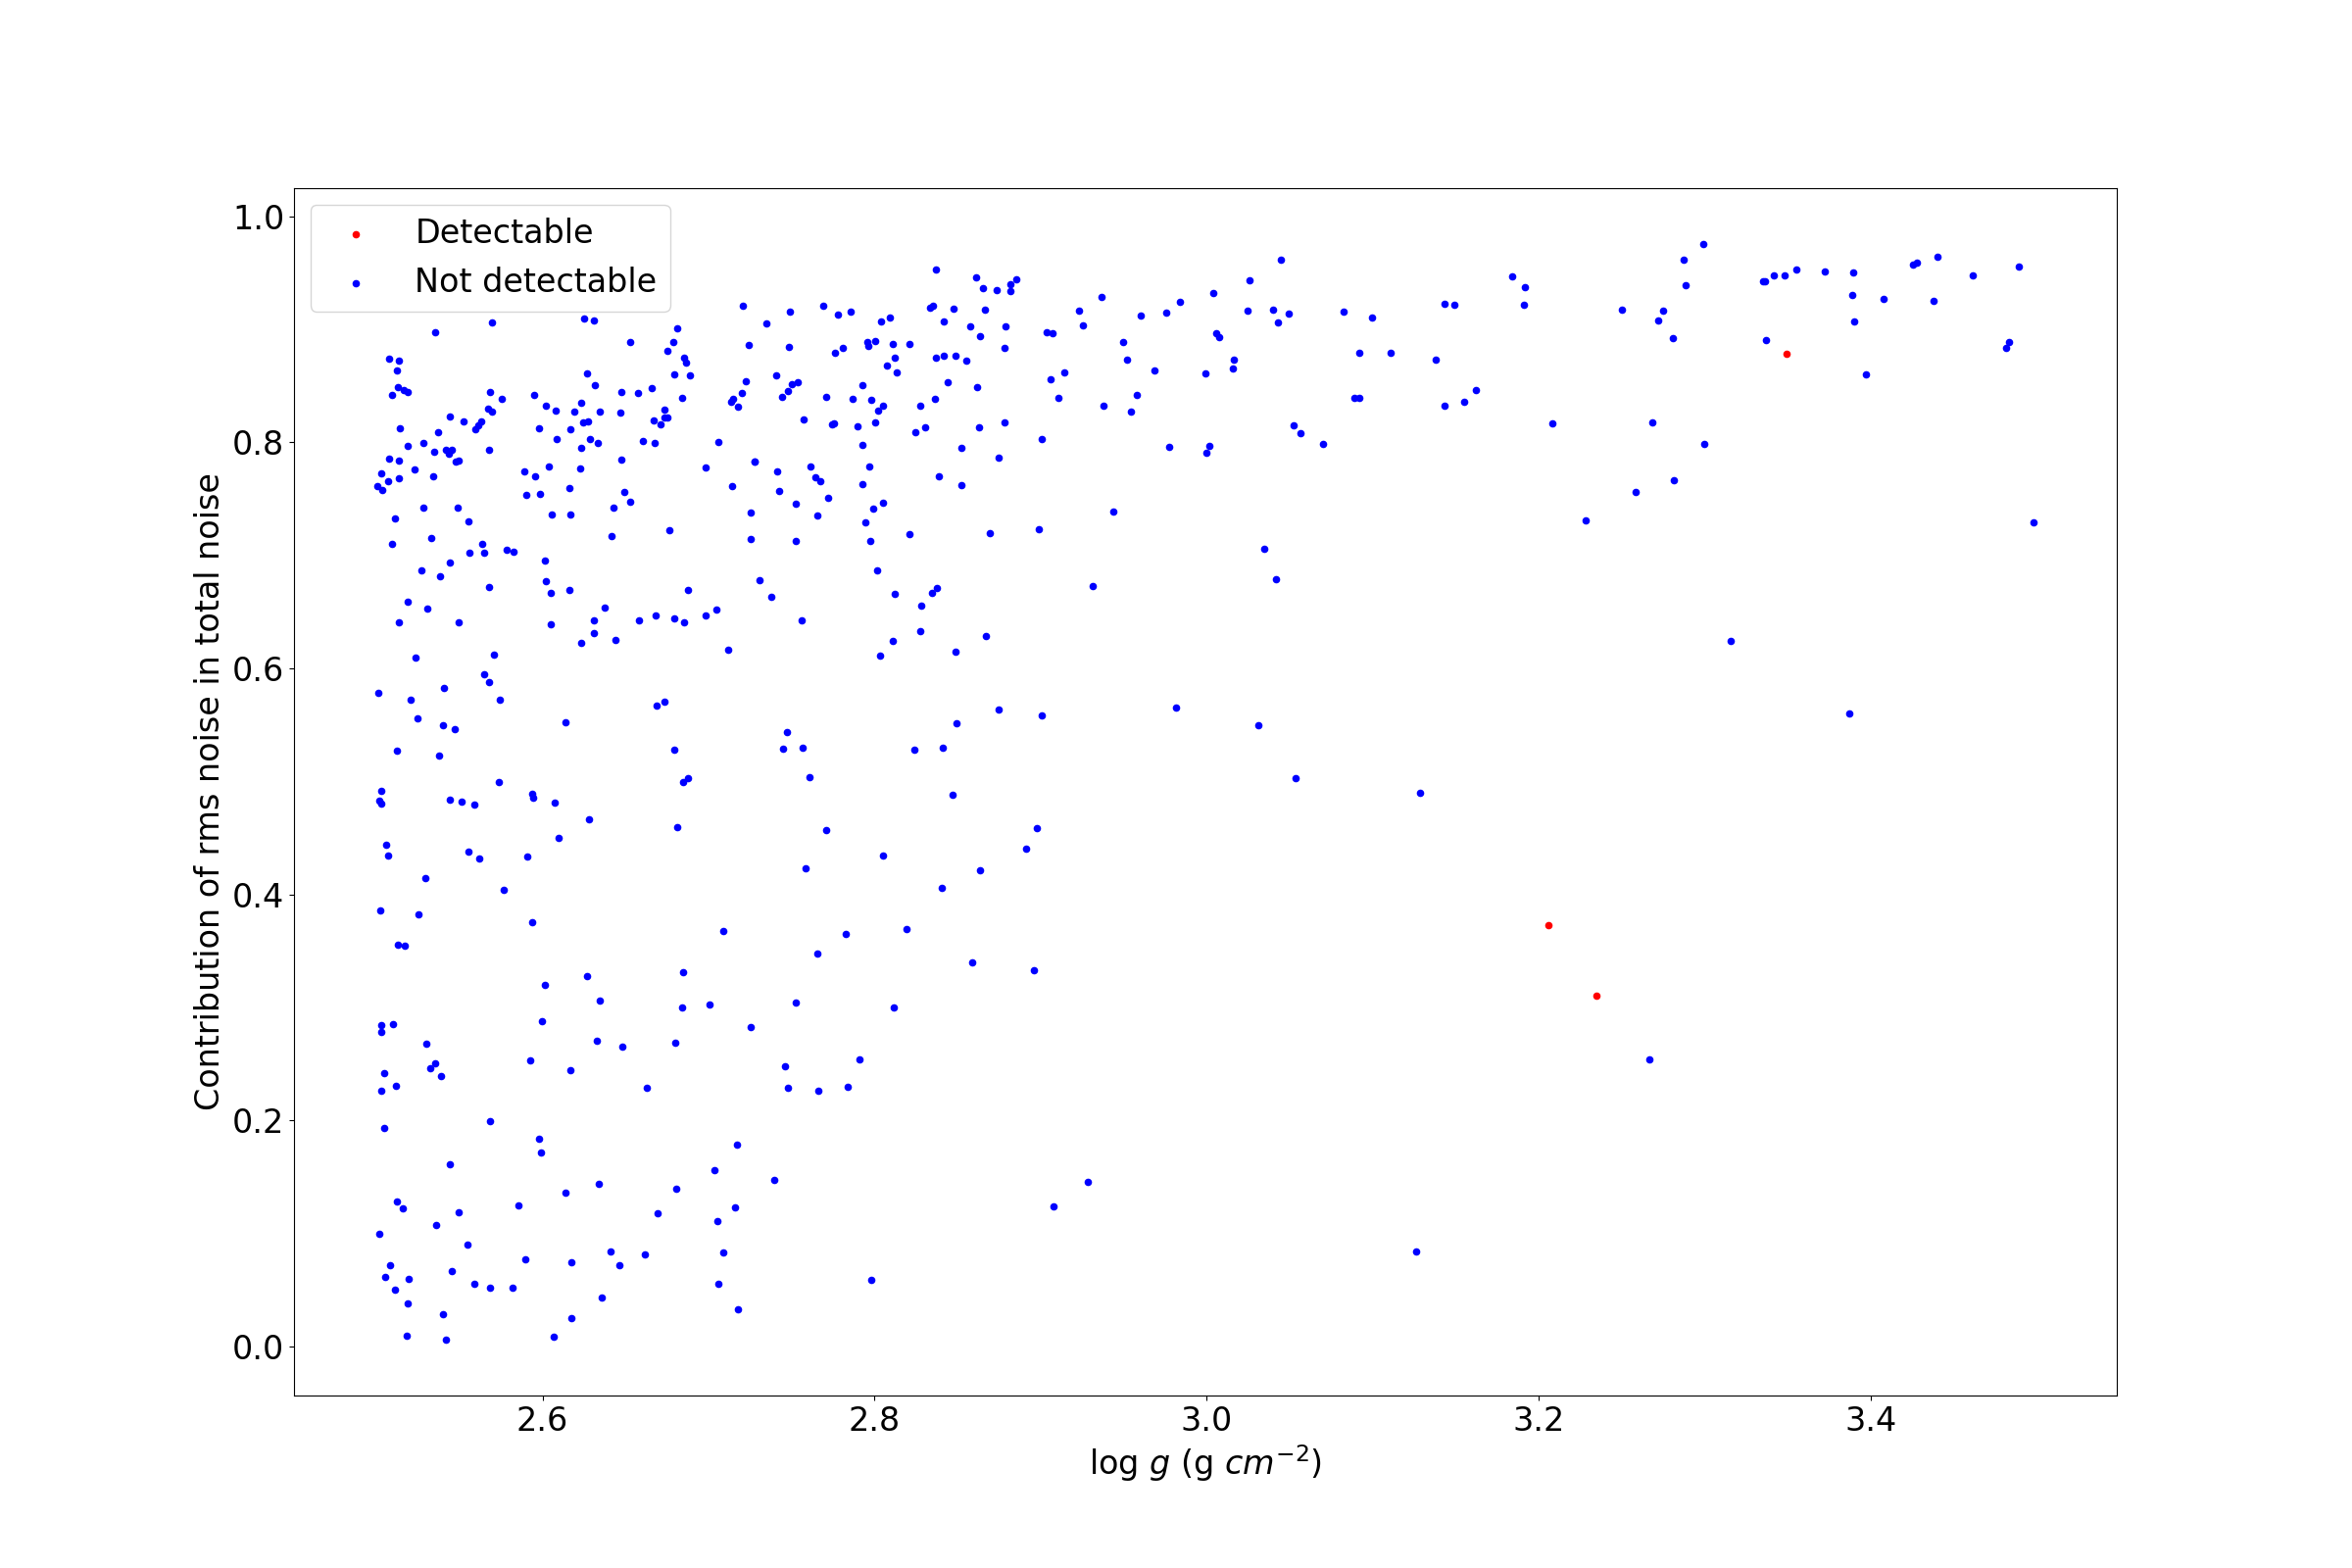 Detectable
Not detectable
Contribution of rms noise in total noise
1.0
0.8
0.6
0.4
0.2
0.0
2.6 2.8 3.0 3.2 3.4
log g (g cm⁻²)